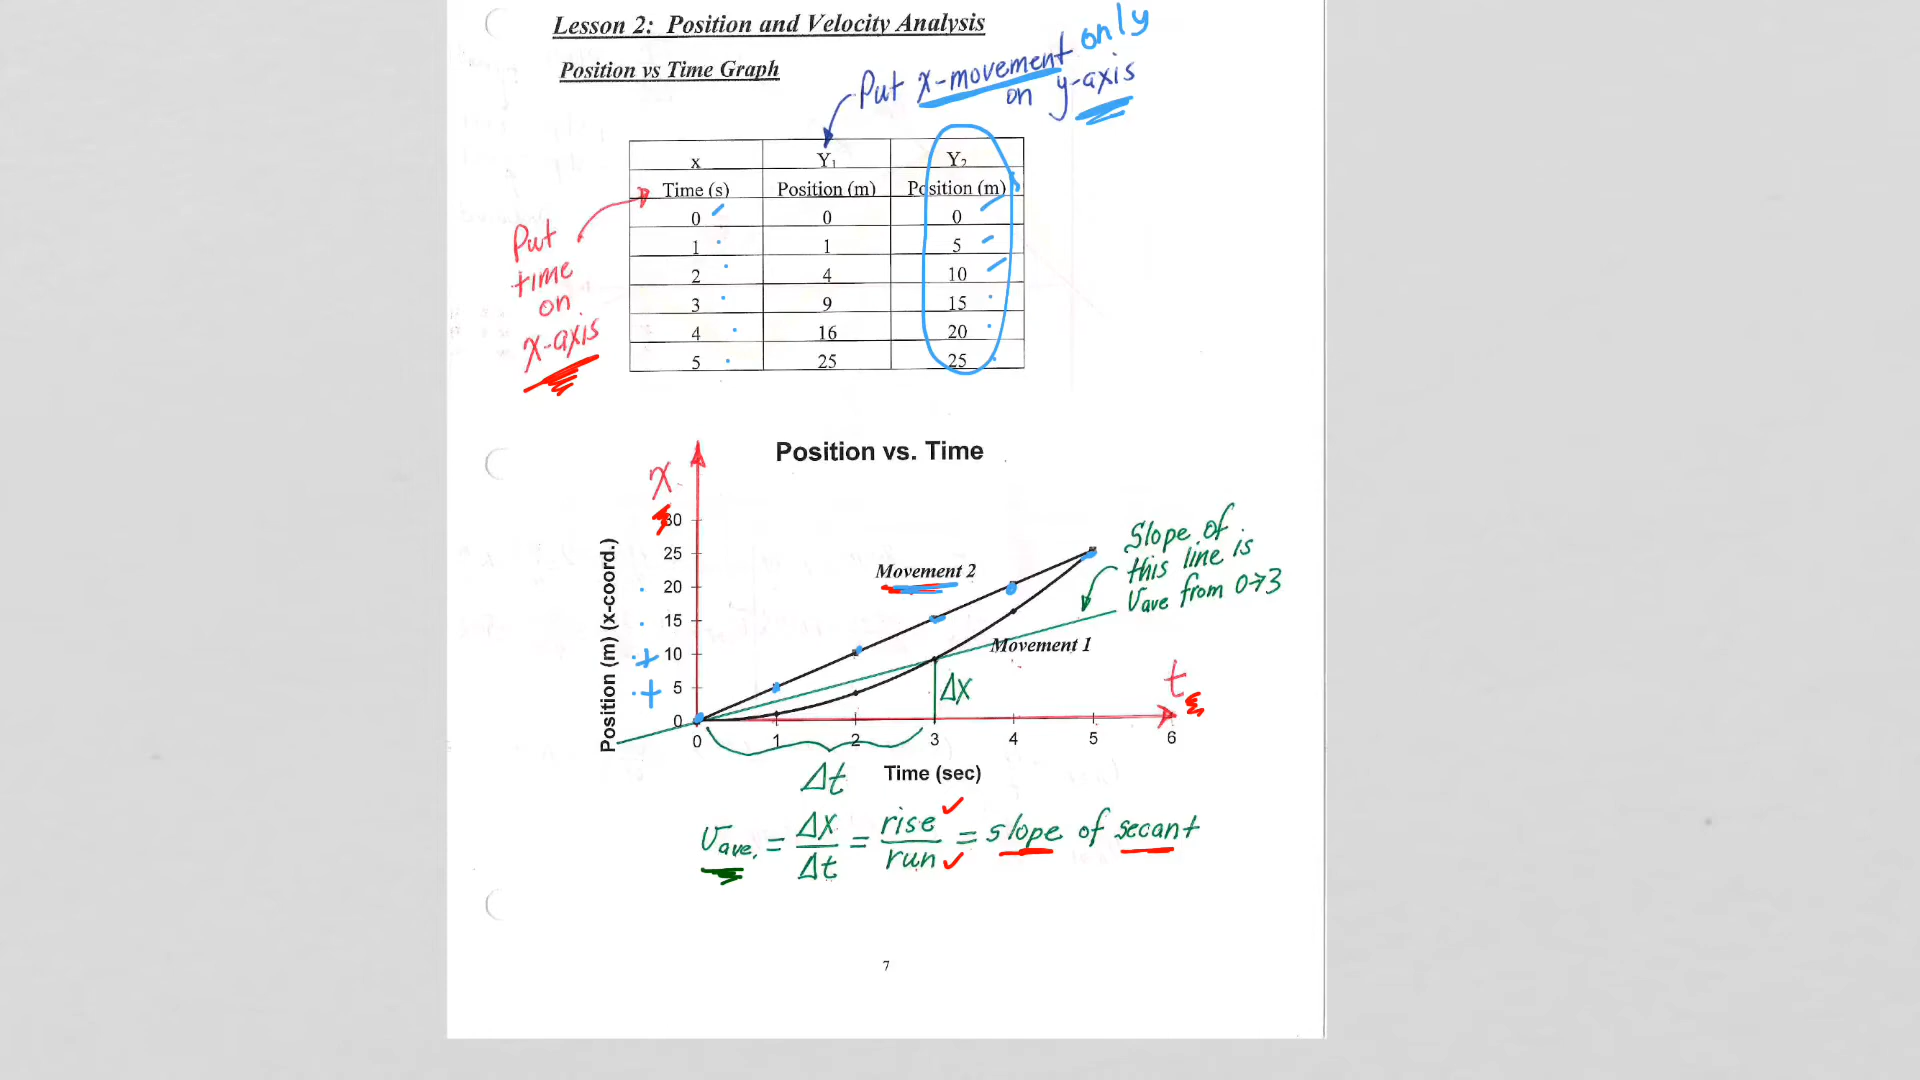 Lesson 2: Position and Velocity Analysis
Position vs Time Graph
Put x-movement only
on y-axis
x Y₁ Y₂
Time (s) Position (m) Position (m)
0 0 0
1 1 5
2 4 10
3 9 15
4 16 20
5 25 25
Put
time
on
x-axis
Position vs. Time
x
30
25
20
15
10
5
0
Position (m) (x-coord.)
Movement 2
Movement 1
Slope of
this line is
Vave from 0→3
Δx
t
0 1 2 3 4 5 6
Δt
Time (sec)
Vave. = Δx/Δt = rise/run = slope of secant
7